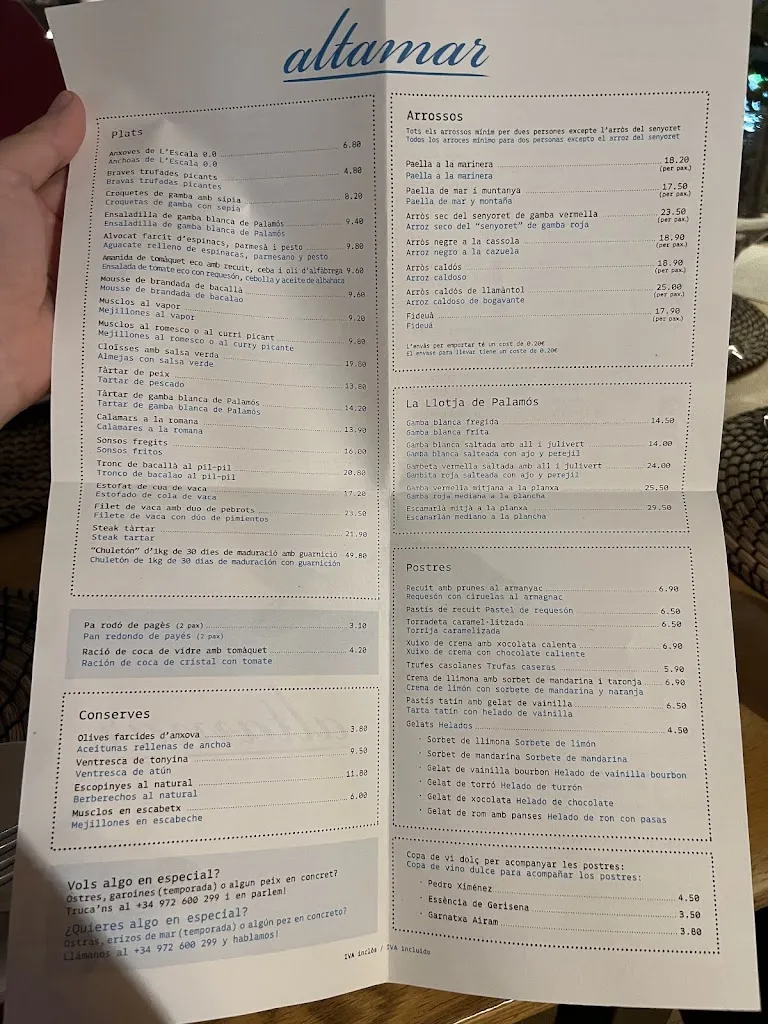 altamar
Plats
Anxoves de L'Escala 0.0 6.80
Anchoas de L'Escala 0.0
Braves trufades picants 4.80
Bravas trufadas picantes
Croquetes de gamba amb sípia 8.20
Croquetas de gamba con sepia
Ensaladilla de gamba blanca de Palamós 9.40
Ensaladilla de gamba blanca de Palamós
Alvocat farcit d'espinacs, parmesà i pesto 9.80
Aguacate relleno de espinacas, parmesano y pesto
Amanida de tomàquet eco amb recuit, ceba i oli d'alfàbrega 9.60
Ensalada de tomate eco con requesón, cebolla y aceite de albahaca
Mousse de brandada de bacallà 9.60
Mousse de brandada de bacalao
Musclos al vapor 9.20
Mejillones al vapor
Musclos al romesco o al curri picant 9.80
Mejillones al romesco o al curry picante
Cloïsses amb salsa verda 19.80
Almejas con salsa verde
Tàrtar de peix 13.80
Tartar de pescado
Tàrtar de gamba blanca de Palamós 14.20
Tartar de gamba blanca de Palamós
Calamars a la romana 13.90
Calamares a la romana
Sonsos fregits 16.00
Sonsos fritos
Tronc de bacallà al pil-pil 20.80
Tronco de bacalao al pil-pil
Estofat de cua de vaca 17.20
Estofado de cola de vaca
Filet de vaca amb duo de pebrots 23.50
Filete de vaca con dúo de pimientos
Steak tàrtar 21.90
Steak tartar
"Chuletón" d'1kg de 30 dies de maduració amb guarnició 49.80
Chuletón de 1kg de 30 días de maduración con guarnición
Pa rodó de pagès (2 pax) 3.10
Pan redondo de payés (2 pax)
Ració de coca de vidre amb tomàquet 4.20
Ración de coca de cristal con tomate
Conserves
Olives farcides d'anxova 3.80
Aceitunas rellenas de anchoa
Ventresca de tonyina 9.50
Ventresca de atún
Escopinyes al natural 11.80
Berberechos al natural
Musclos en escabetx 6.00
Mejillones en escabeche
Vols algo en especial?
Ostres, garoines (temporada) o algun peix en concret?
Truca'ns al +34 972 600 299 i en parlem!
¿Quieres algo en especial?
Ostras, erizos de mar (temporada) o algún pez en concreto?
Llámanos al +34 972 600 299 y hablamos!
Arrossos
Tots els arrossos mínim per dues persones excepte l'arròs del senyoret
Todos los arroces mínimo para dos personas excepto el arroz del senyoret
Paella a la marinera 18.20
Paella a la marinera (per pax.)
Paella de mar i muntanya 17.50
Paella de mar y montaña (per pax.)
Arròs sec del senyoret de gamba vermella 23.50
Arroz seco del "senyoret" de gamba roja (per pax.)
Arròs negre a la cassola 18.90
Arroz negro a la cazuela (per pax.)
Arròs caldós 18.90
Arroz caldoso (per pax.)
Arròs caldós de llamàntol 25.00
Arroz caldoso de bogavante (per pax.)
Fideuà 17.90
Fideuá (per pax.)
L'envàs per emportar té un cost de 0.20€
El envase para llevar tiene un coste de 0.20€
La Llotja de Palamós
Gamba blanca fregida 14.50
Gamba blanca frita
Gamba blanca saltada amb all i julivert 14.00
Gamba blanca salteada con ajo y perejil
Gambeta vermella saltada amb all i julivert 24.00
Gambita roja salteada con ajo y perejil
Gamba vermella mitjana a la planxa 25.50
Gamba roja mediana a la plancha
Escamarlà mitjà a la planxa 29.50
Escamarlán mediano a la plancha
Postres
Recuit amb prunes al armanyac 6.90
Requesón con ciruelas al armagnac
Pastís de recuit Pastel de requesón 6.50
Torradeta caramel·litzada 6.50
Torrija caramelizada
Xuixo de crema amb xocolata calenta 6.90
Xuixo de crema con chocolate caliente
Trufes casolanes Trufas caseras 5.90
Crema de llimona amb sorbet de mandarina i taronja 6.90
Crema de limón con sorbete de mandarina y naranja
Pastís tatín amb gelat de vainilla 6.50
Tarta tatín con helado de vainilla
Gelats Helados 4.50
· Sorbet de llimona Sorbete de limón
· Sorbet de mandarina Sorbete de mandarina
· Gelat de vainilla bourbon Helado de vainilla bourbon
· Gelat de torró Helado de turrón
· Gelat de xocolata Helado de chocolate
· Gelat de rom amb panses Helado de ron con pasas
Copa de vi dolç per acompanyar les postres:
Copa de vino dulce para acompañar los postres:
· Pedro Ximénez 4.50
· Essència de Gerisena 3.50
· Garnatxa Airam 3.80
IVA inclòs / IVA incluido